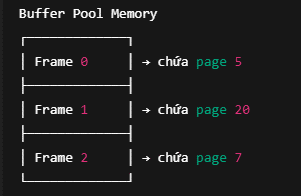 Buffer Pool Memory
Frame 0 → chứa page 5
Frame 1 → chứa page 20
Frame 2 → chứa page 7